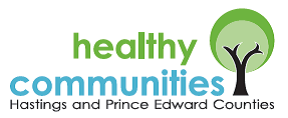 healthy
communities
Hastings and Prince Edward Counties